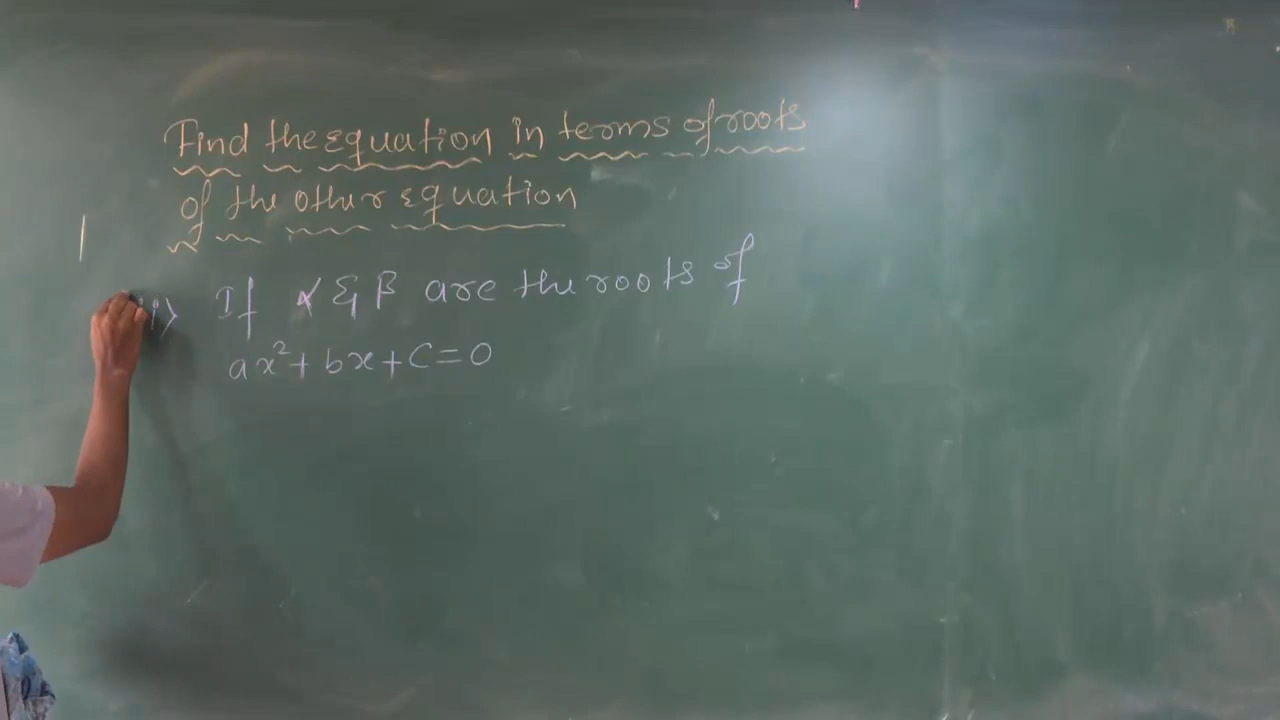 Find the Equation in terms of roots
of the other Equation
If α & β are the roots of
ax²+bx+c=0